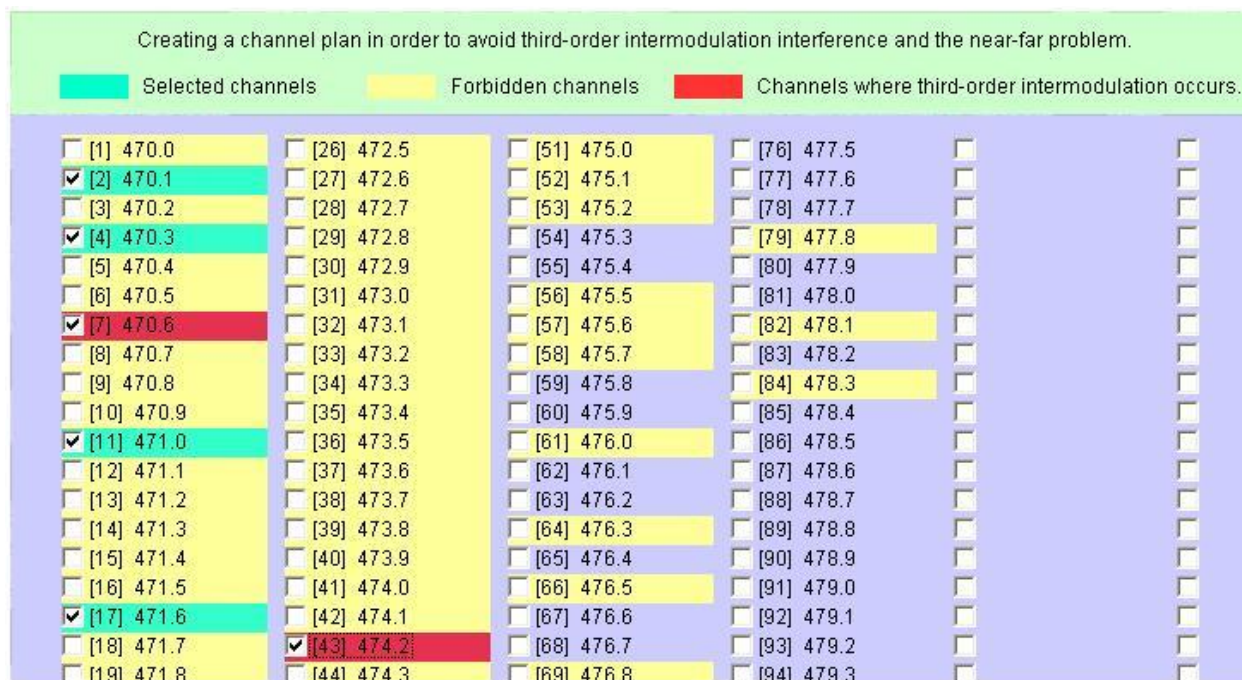 Creating a channel plan in order to avoid third-order intermodulation interference and the near-far problem.
Selected channels Forbidden channels Channels where third-order intermodulation occurs.
[1] 470.0 [26] 472.5 [51] 475.0 [76] 477.5
[2] 470.1 [27] 472.6 [52] 475.1 [77] 477.6
[3] 470.2 [28] 472.7 [53] 475.2 [78] 477.7
[4] 470.3 [29] 472.8 [54] 475.3 [79] 477.8
[5] 470.4 [30] 472.9 [55] 475.4 [80] 477.9
[6] 470.5 [31] 473.0 [56] 475.5 [81] 478.0
[7] 470.6 [32] 473.1 [57] 475.6 [82] 478.1
[8] 470.7 [33] 473.2 [58] 475.7 [83] 478.2
[9] 470.8 [34] 473.3 [59] 475.8 [84] 478.3
[10] 470.9 [35] 473.4 [60] 475.9 [85] 478.4
[11] 471.0 [36] 473.5 [61] 476.0 [86] 478.5
[12] 471.1 [37] 473.6 [62] 476.1 [87] 478.6
[13] 471.2 [38] 473.7 [63] 476.2 [88] 478.7
[14] 471.3 [39] 473.8 [64] 476.3 [89] 478.8
[15] 471.4 [40] 473.9 [65] 476.4 [90] 478.9
[16] 471.5 [41] 474.0 [66] 476.5 [91] 479.0
[17] 471.6 [42] 474.1 [67] 476.6 [92] 479.1
[18] 471.7 [43] 474.2 [68] 476.7 [93] 479.2
[19] 471.8 [44] 474.3 [69] 476.8 [94] 479.3